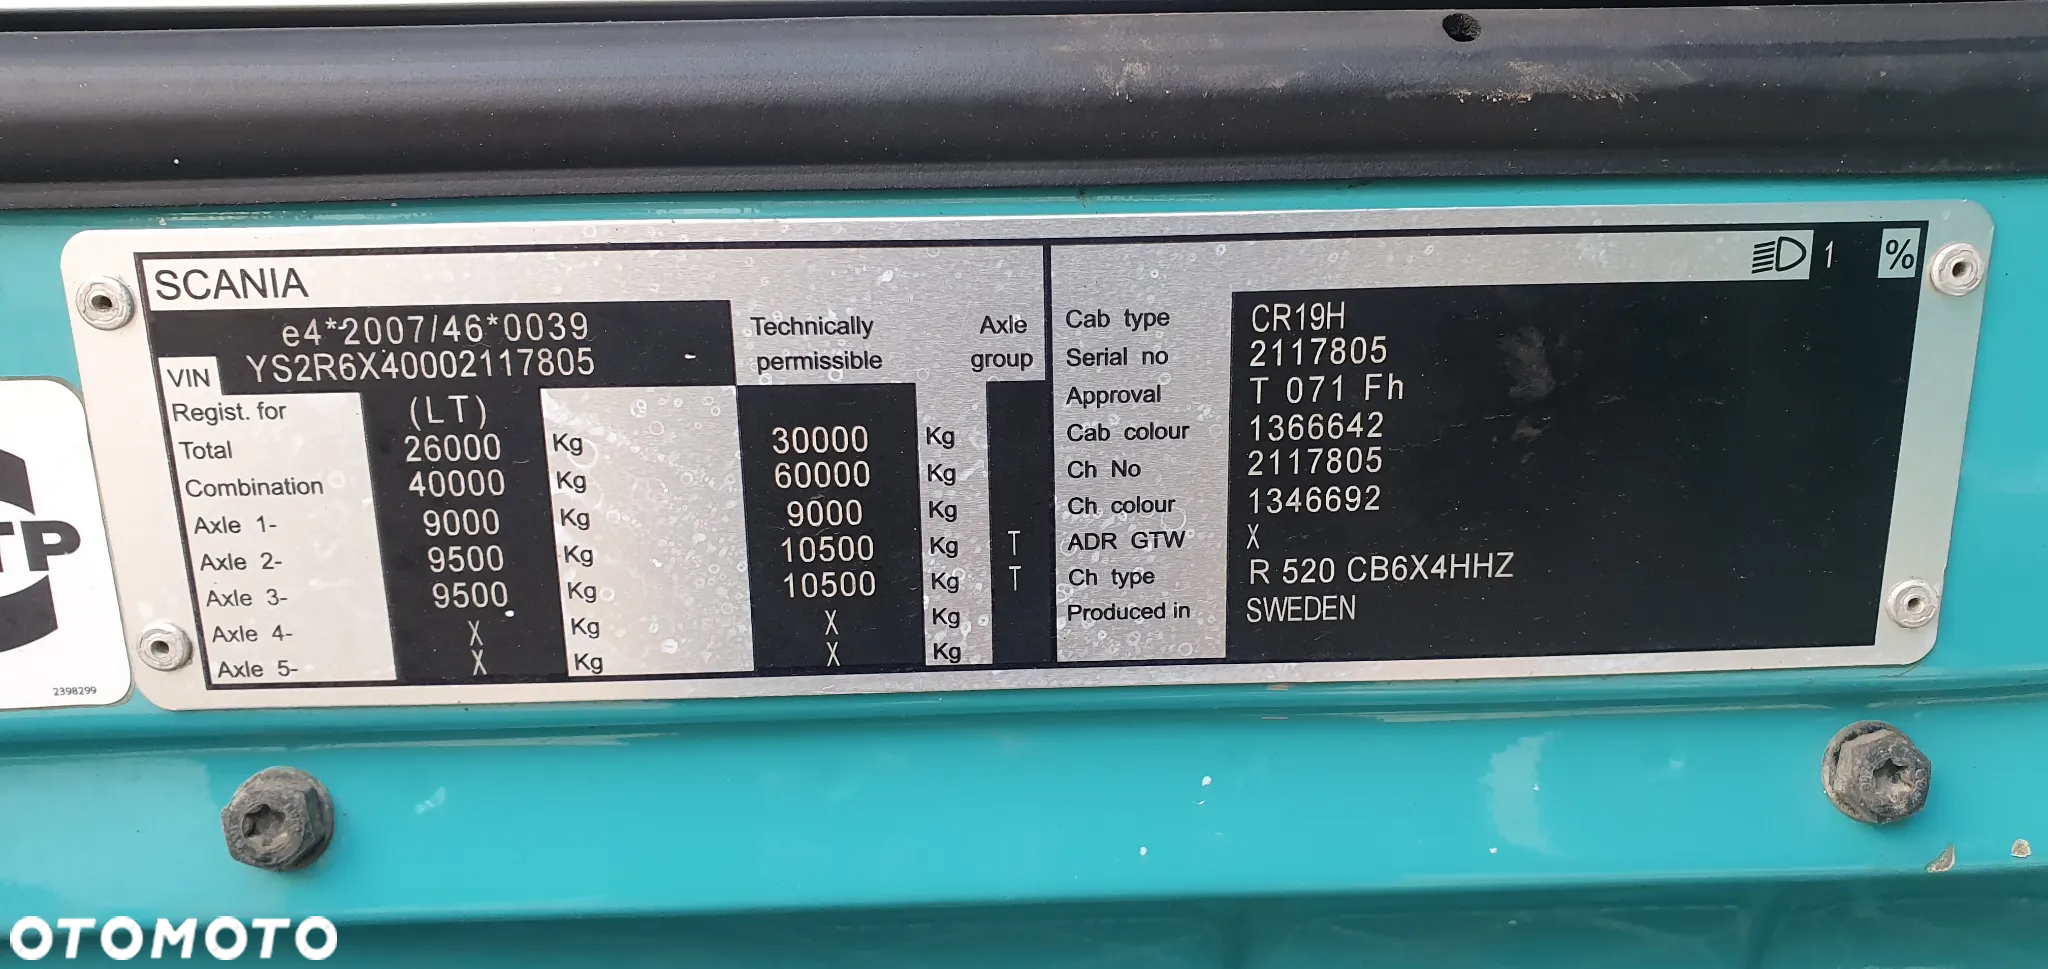 SCANIA
e4*2007/46*0039
VIN YS2R6X40002117805 -
Technically permissible
Axle group
Regist. for (LT)
Total 26000 Kg 30000 Kg
Combination 40000 Kg 60000 Kg
Axle 1- 9000 Kg 9000 Kg
Axle 2- 9500 Kg 10500 Kg T
Axle 3- 9500 Kg 10500 Kg T
Axle 4- X Kg X Kg
Axle 5- X Kg X Kg
1 %
Cab type CR19H
Serial no 2117805
Approval T 071 Fh
Cab colour 1366642
Ch No 2117805
Ch colour 1346692
ADR GTW X
Ch type R 520 CB6X4HHZ
Produced in SWEDEN
TP
2398299
OTOMOTO